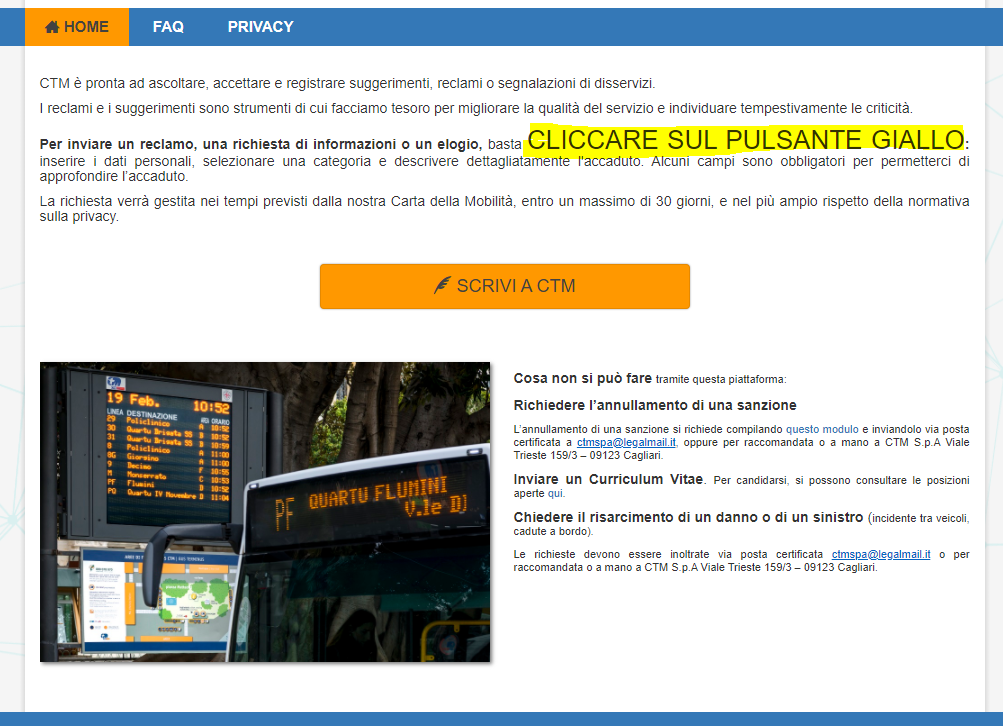 HOME FAQ PRIVACY
CTM è pronta ad ascoltare, accettare e registrare suggerimenti, reclami o segnalazioni di disservizi.
I reclami e i suggerimenti sono strumenti di cui facciamo tesoro per migliorare la qualità del servizio e individuare tempestivamente le criticità.
Per inviare un reclamo, una richiesta di informazioni o un elogio, basta CLICCARE SUL PULSANTE GIALLO:
inserire i dati personali, selezionare una categoria e descrivere dettagliatamente l'accaduto. Alcuni campi sono obbligatori per permetterci di
approfondire l'accaduto.
La richiesta verrà gestita nei tempi previsti dalla nostra Carta della Mobilità, entro un massimo di 30 giorni, e nel più ampio rispetto della normativa
sulla privacy.
SCRIVI A CTM
19 Feb. 10:52
LINEA DESTINAZIONE ORARIO
29 Policlinico A 10:52
30 Quartu Brigata SS D 10:52
31 Quartu Brigata SS D 10:59
8 Policlinico A 11:00
8G Giorgino A 11:00
9 Decimo F 10:55
M Monserrato C 10:53
PF Flumini D 10:52
PQ Quartu IV Novembre D 11:04
PF QUARTU FLUMINI
V.le D)
Cosa non si può fare tramite questa piattaforma:
Richiedere l’annullamento di una sanzione
L’annullamento di una sanzione si richiede compilando questo modulo e inviandolo via posta
certificata a ctmspa@legalmail.it, oppure per raccomandata o a mano a CTM S.p.A Viale
Trieste 159/3 – 09123 Cagliari.
Inviare un Curriculum Vitae. Per candidarsi, si possono consultare le posizioni
aperte qui.
Chiedere il risarcimento di un danno o di un sinistro (incidente tra veicoli,
cadute a bordo).
Le richieste devono essere inoltrate via posta certificata ctmspa@legalmail.it o per
raccomandata o a mano a CTM S.p.A Viale Trieste 159/3 – 09123 Cagliari.